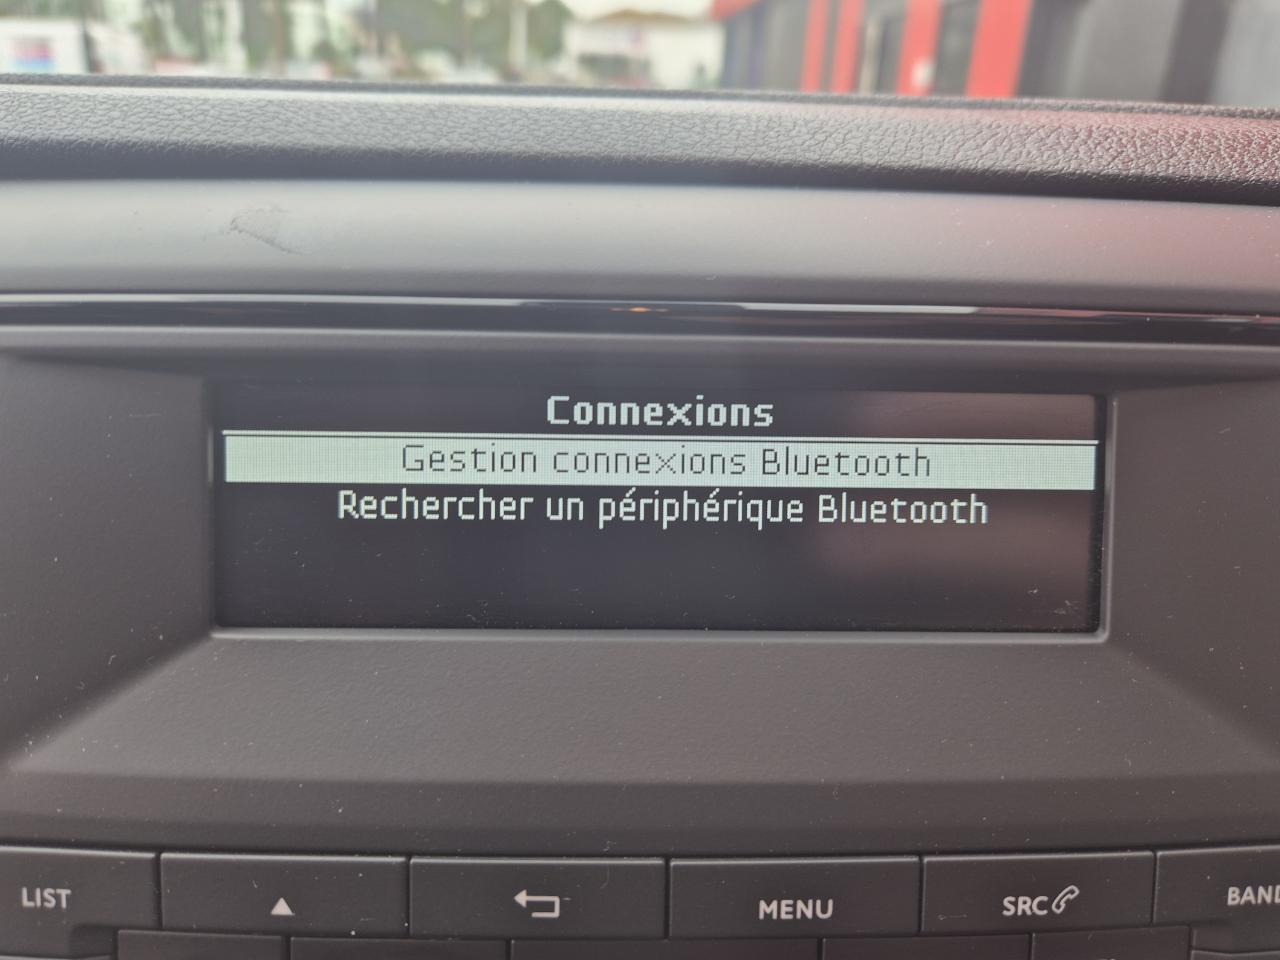 Connexions
Gestion connexions Bluetooth
Rechercher un périphérique Bluetooth
LIST
MENU
SRC
BAND